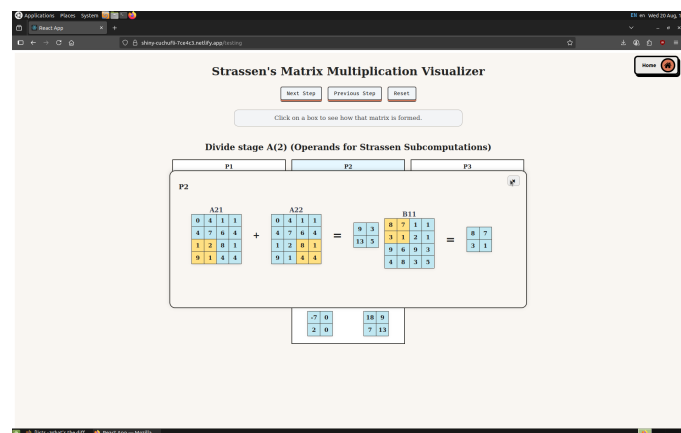 Applications Places System
EN en Wed 20 Aug, 1
React App × +
shiny-cuchufli-7ce4c3.netlify.app/testing
Strassen's Matrix Multiplication Visualizer
Home
Next Step Previous Step Reset
Click on a box to see how that matrix is formed.
Divide stage A(2) (Operands for Strassen Subcomputations)
P1 P2 P3
P2
A21 A22 B11
0 4 1 1 0 4 1 1 8 7 1 1
4 7 6 4 4 7 6 4 3 1 2 1
1 2 8 1 1 2 8 1 9 6 9 3
9 1 4 4 9 1 4 4 4 8 3 5
+ = =
9 3 8 7
13 5 3 1
-7 0 18 9
2 0 7 13